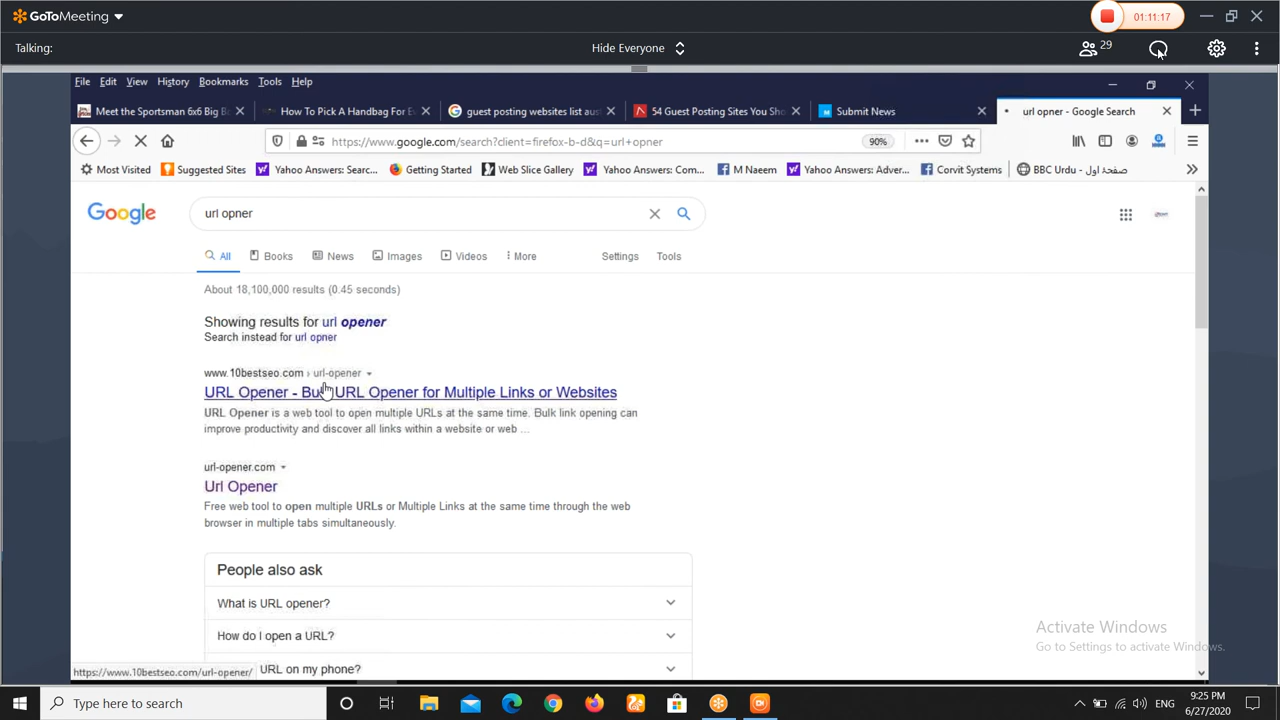 GoToMeeting
01:11:17
Talking:
Hide Everyone
29
File Edit View History Bookmarks Tools Help
Meet the Sportsman 6x6 Big Bo
How To Pick A Handbag For Es
guest posting websites list aust
54 Guest Posting Sites You Sho
Submit News
url opner - Google Search
https://www.google.com/search?client=firefox-b-d&q=url+opner
90%
Most Visited
Suggested Sites
Yahoo Answers: Searc...
Getting Started
Web Slice Gallery
Yahoo Answers: Com...
M Naeem
Yahoo Answers: Adver...
Corvit Systems
BBC Urdu - صفحۂ اول
Google
url opner
All Books News Images Videos More Settings Tools
About 18,100,000 results (0.45 seconds)
Showing results for url opener
Search instead for url opner
www.10bestseo.com › url-opener
URL Opener - Bulk URL Opener for Multiple Links or Websites
URL Opener is a web tool to open multiple URLs at the same time. Bulk link opening can
improve productivity and discover all links within a website or web ...
url-opener.com
Url Opener
Free web tool to open multiple URLs or Multiple Links at the same time through the web
browser in multiple tabs simultaneously.
People also ask
What is URL opener?
How do I open a URL?
URL on my phone?
https://www.10bestseo.com/url-opener/
Activate Windows
Go to Settings to activate Windows.
Type here to search
ENG
9:25 PM
6/27/2020